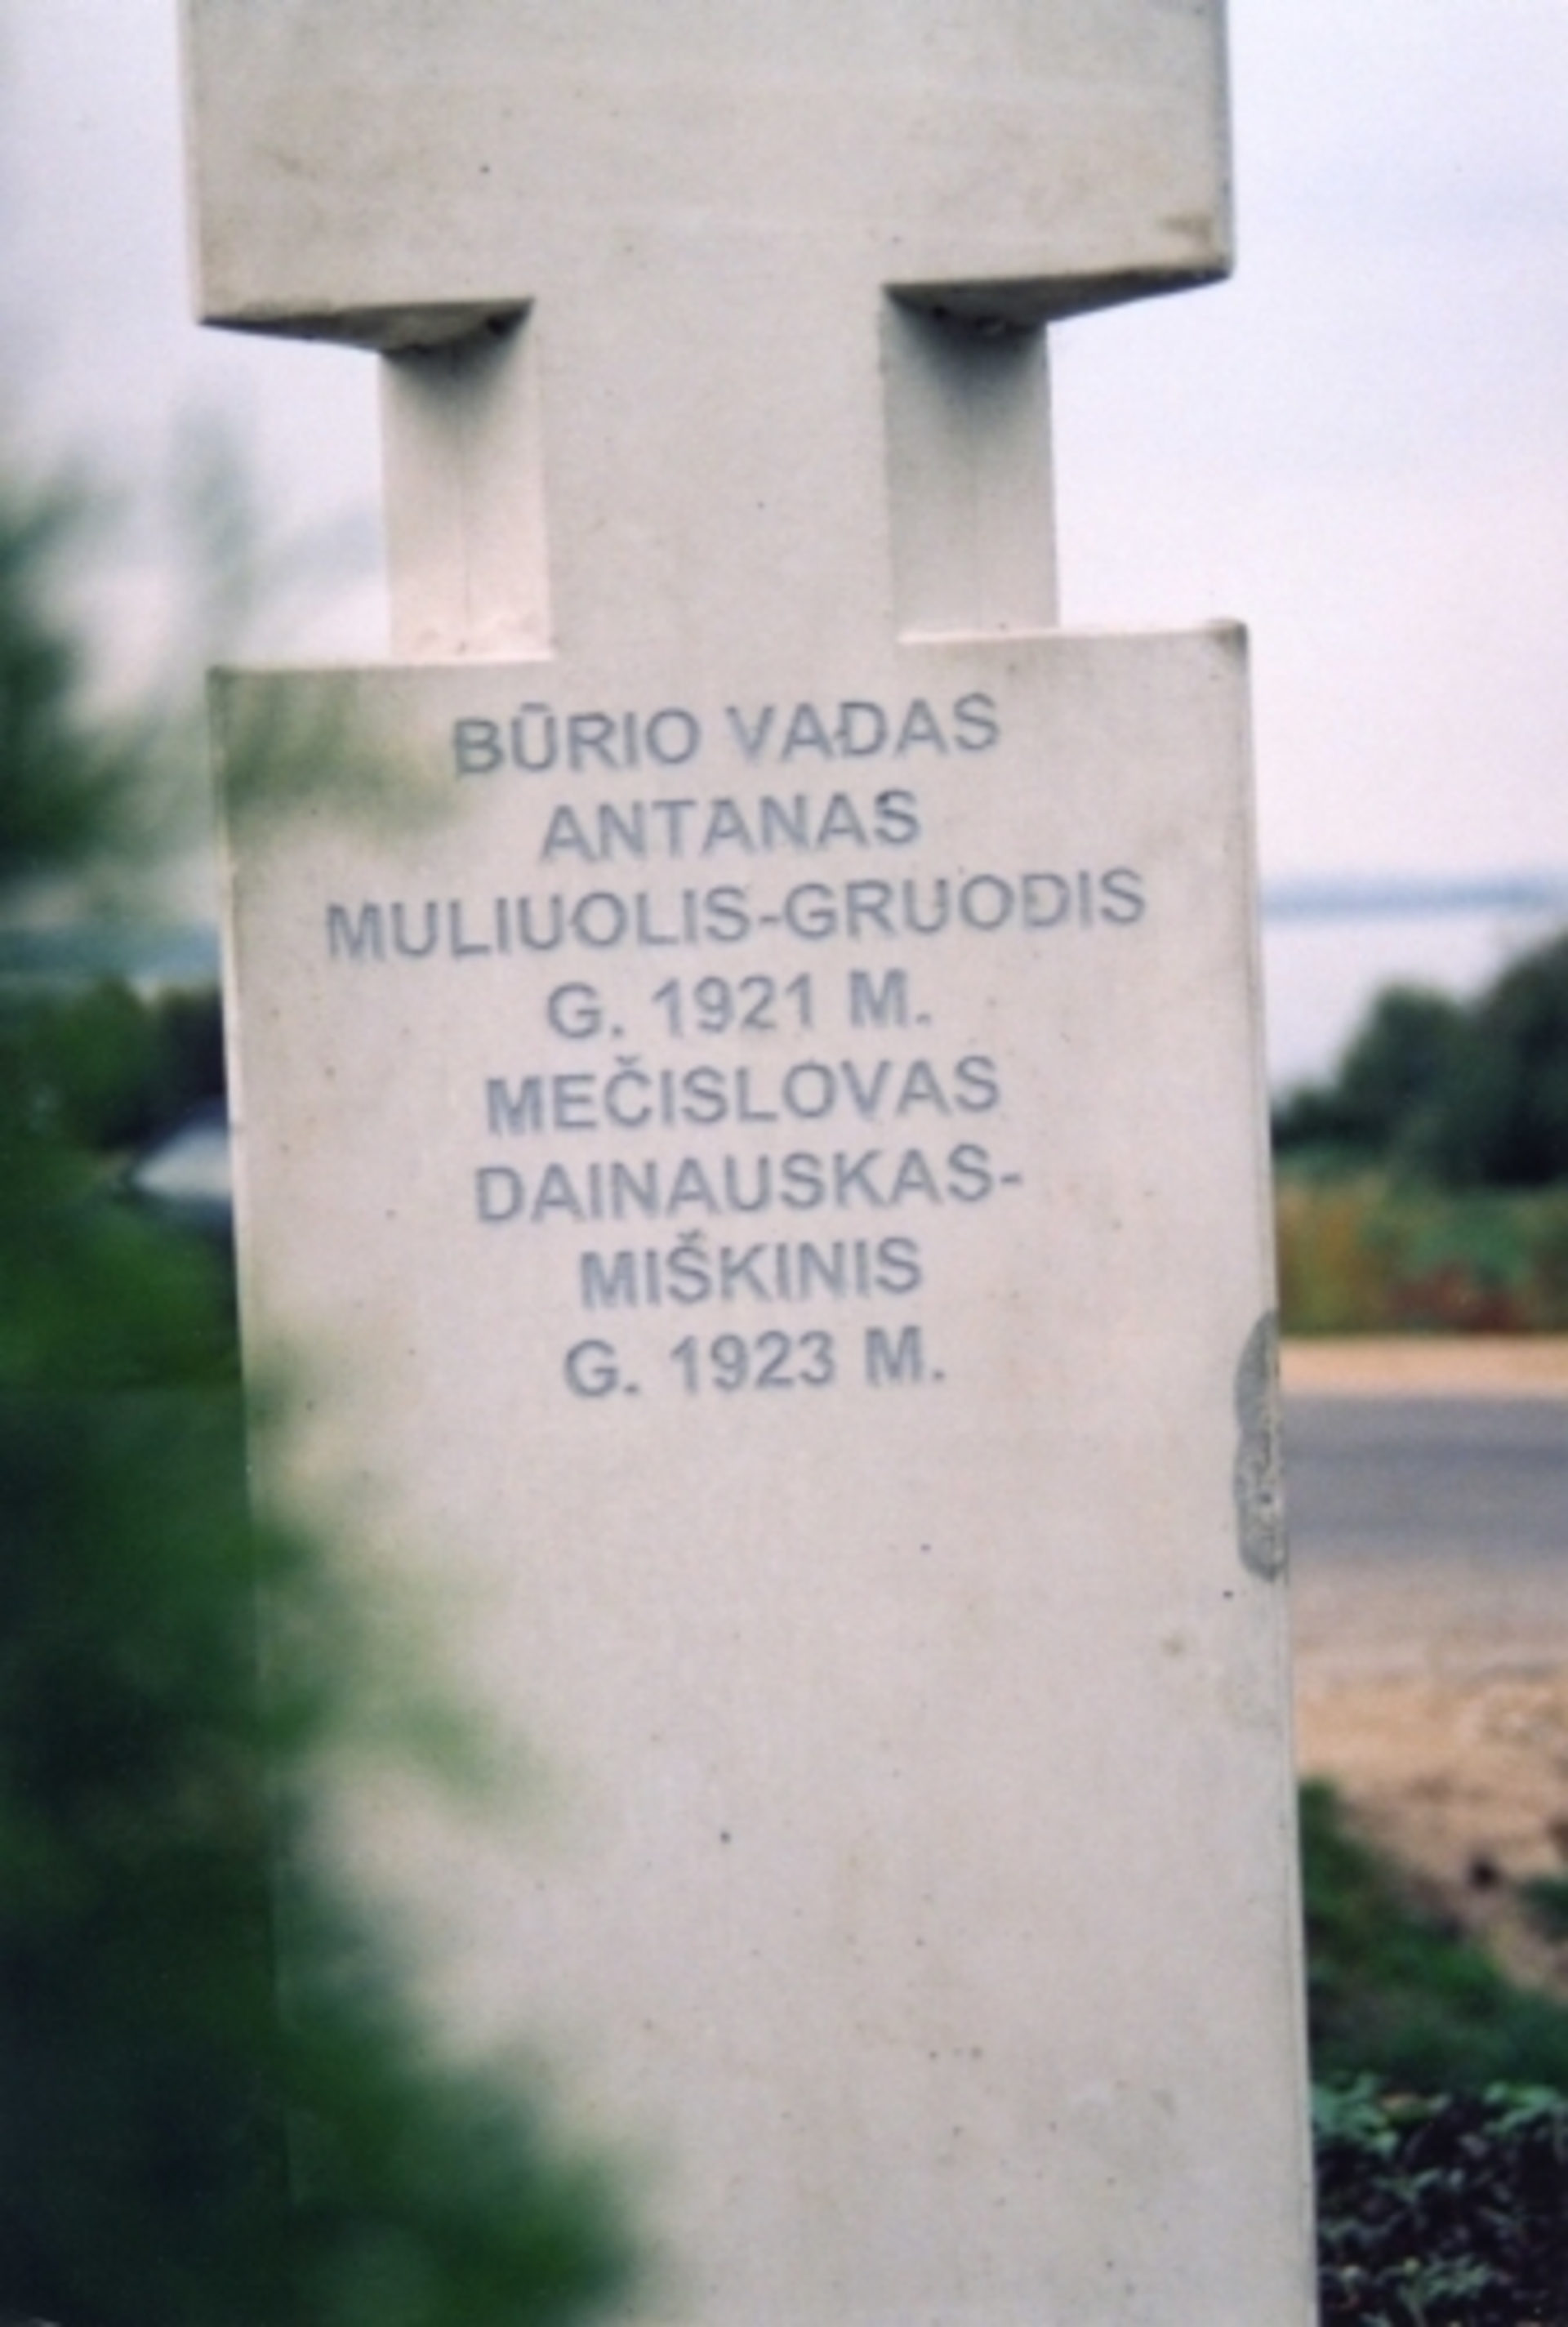 BŪRIO VADAS
ANTANAS
MULIUOLIS-GRUODIS
G. 1921 M.
MEČISLOVAS
DAINAUSKAS-
MIŠKINIS
G. 1923 M.